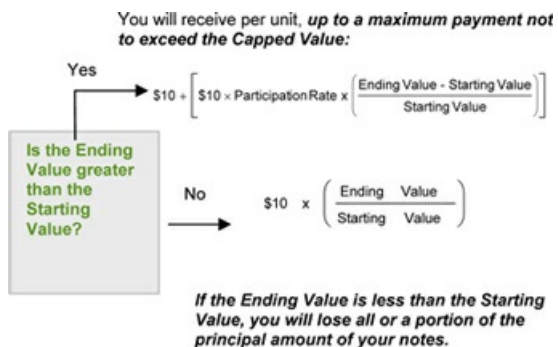 You will receive per unit, up to a maximum payment not
to exceed the Capped Value:
Yes
$10 + [ $10 × Participation Rate x ( Ending Value - Starting Value / Starting Value ) ]
Is the Ending
Value greater
than the
Starting
Value?
No
$10 x ( Ending Value / Starting Value )
If the Ending Value is less than the Starting
Value, you will lose all or a portion of the
principal amount of your notes.